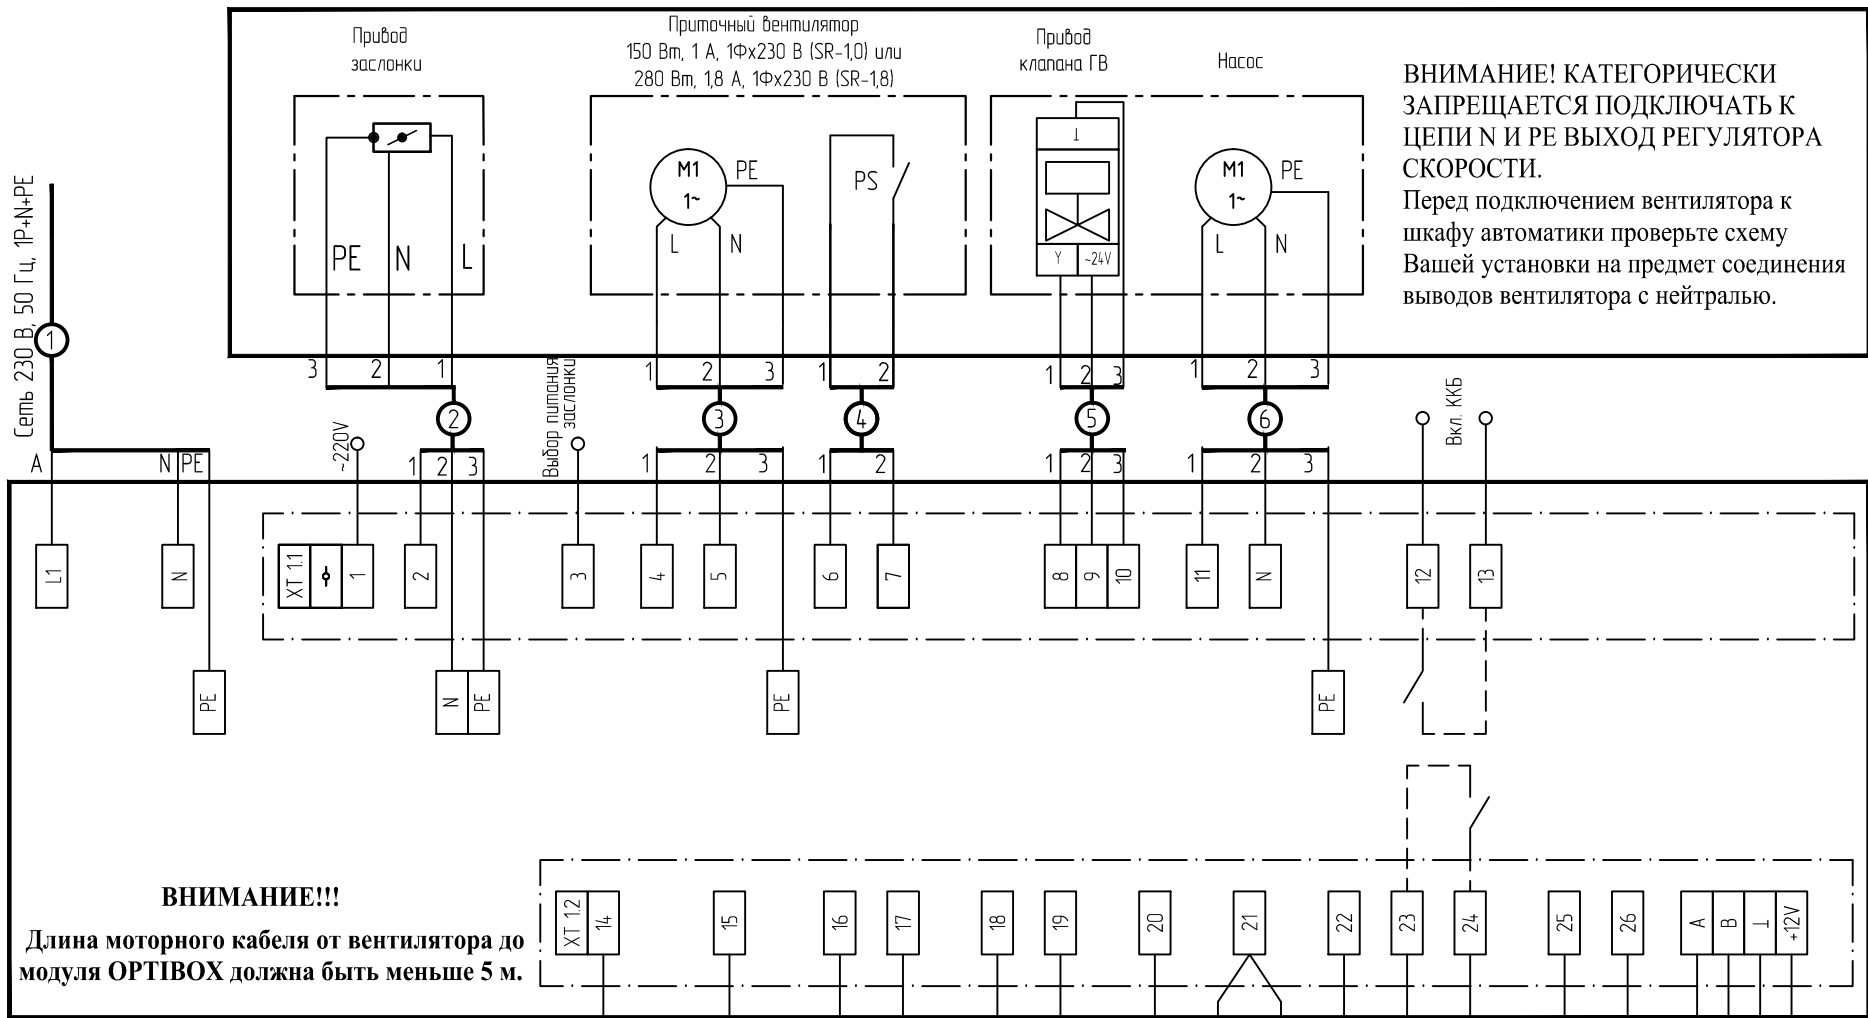 Привод
заслонки
Приточный вентилятор
150 Вт, 1 А, 1Фх230 В (SR-1,0) или
280 Вт, 1,8 А, 1Фх230 В (SR-1,8)
Привод
клапана ГВ
Насос
ВНИМАНИЕ! КАТЕГОРИЧЕСКИ
ЗАПРЕЩАЕТСЯ ПОДКЛЮЧАТЬ К
ЦЕПИ N И PE ВЫХОД РЕГУЛЯТОРА
СКОРОСТИ.
Перед подключением вентилятора к
шкафу автоматики проверьте схему
Вашей установки на предмет соединения
выводов вентилятора с нейтралью.
Сеть 230 В, 50 Гц, 1P+N+PE
1
PE N L
M1
1~
PE
L N
PS
⊥
Y ~24V
M1
1~
PE
L N
3 2 1
1 2 3
1 2
1 2 3
1 2 3
2 3 4 5 6
~220V
Выбор питания
заслонки
Вкл. ККБ
A N PE
1 2 3
1 2 3
1 2
1 2 3
1 2 3
L1 N XT 1.1 1 2 3 4 5 6 7 8 9 10 11 N 12 13
PE N PE PE PE
ВНИМАНИЕ!!!
Длина моторного кабеля от вентилятора до
модуля OPTIBOX должна быть меньше 5 м.
XT 1.2 14 15 16 17 18 19 20 21 22 23 24 25 26 A B ⊥ +12V